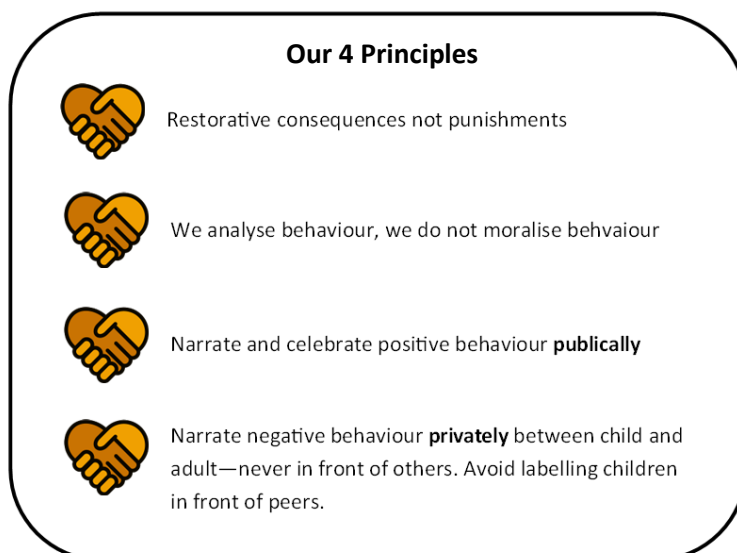 Our 4 Principles
Restorative consequences not punishments
We analyse behaviour, we do not moralise behvaiour
Narrate and celebrate positive behaviour publically
Narrate negative behaviour privately between child and
adult—never in front of others. Avoid labelling children
in front of peers.